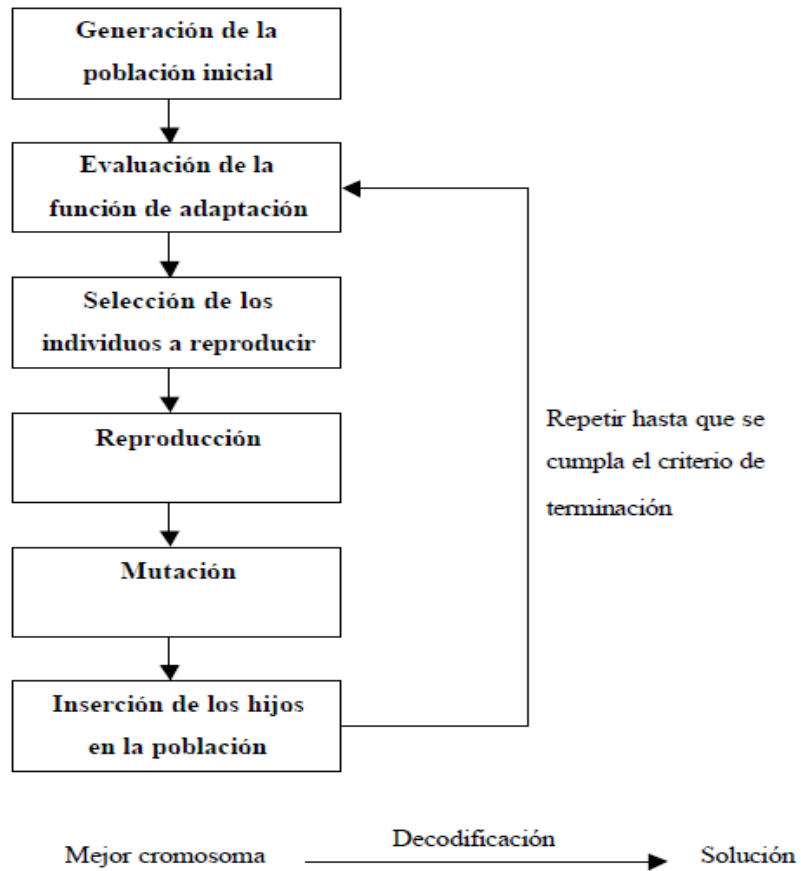 Generación de la
población inicial
Evaluación de la
función de adaptación
Selección de los
individuos a reproducir
Reproducción
Mutación
Inserción de los hijos
en la población
Repetir hasta que se
cumpla el criterio de
terminación
Mejor cromosoma
Decodificación
Solución